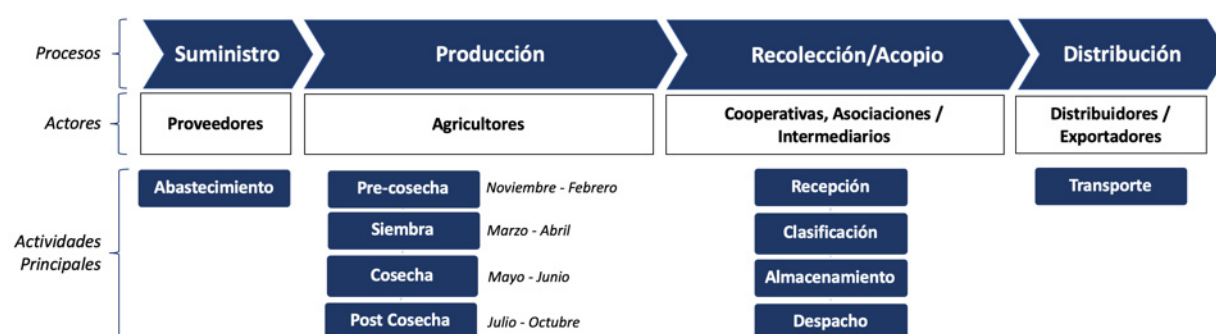 Procesos
Suministro
Producción
Recolección/Acopio
Distribución
Actores
Proveedores
Agricultores
Cooperativas, Asociaciones /
Intermediarios
Distribuidores /
Exportadores
Actividades
Principales
Abastecimiento
Pre-cosecha
Noviembre - Febrero
Siembra
Marzo - Abril
Cosecha
Mayo - Junio
Post Cosecha
Julio - Octubre
Recepción
Clasificación
Almacenamiento
Despacho
Transporte